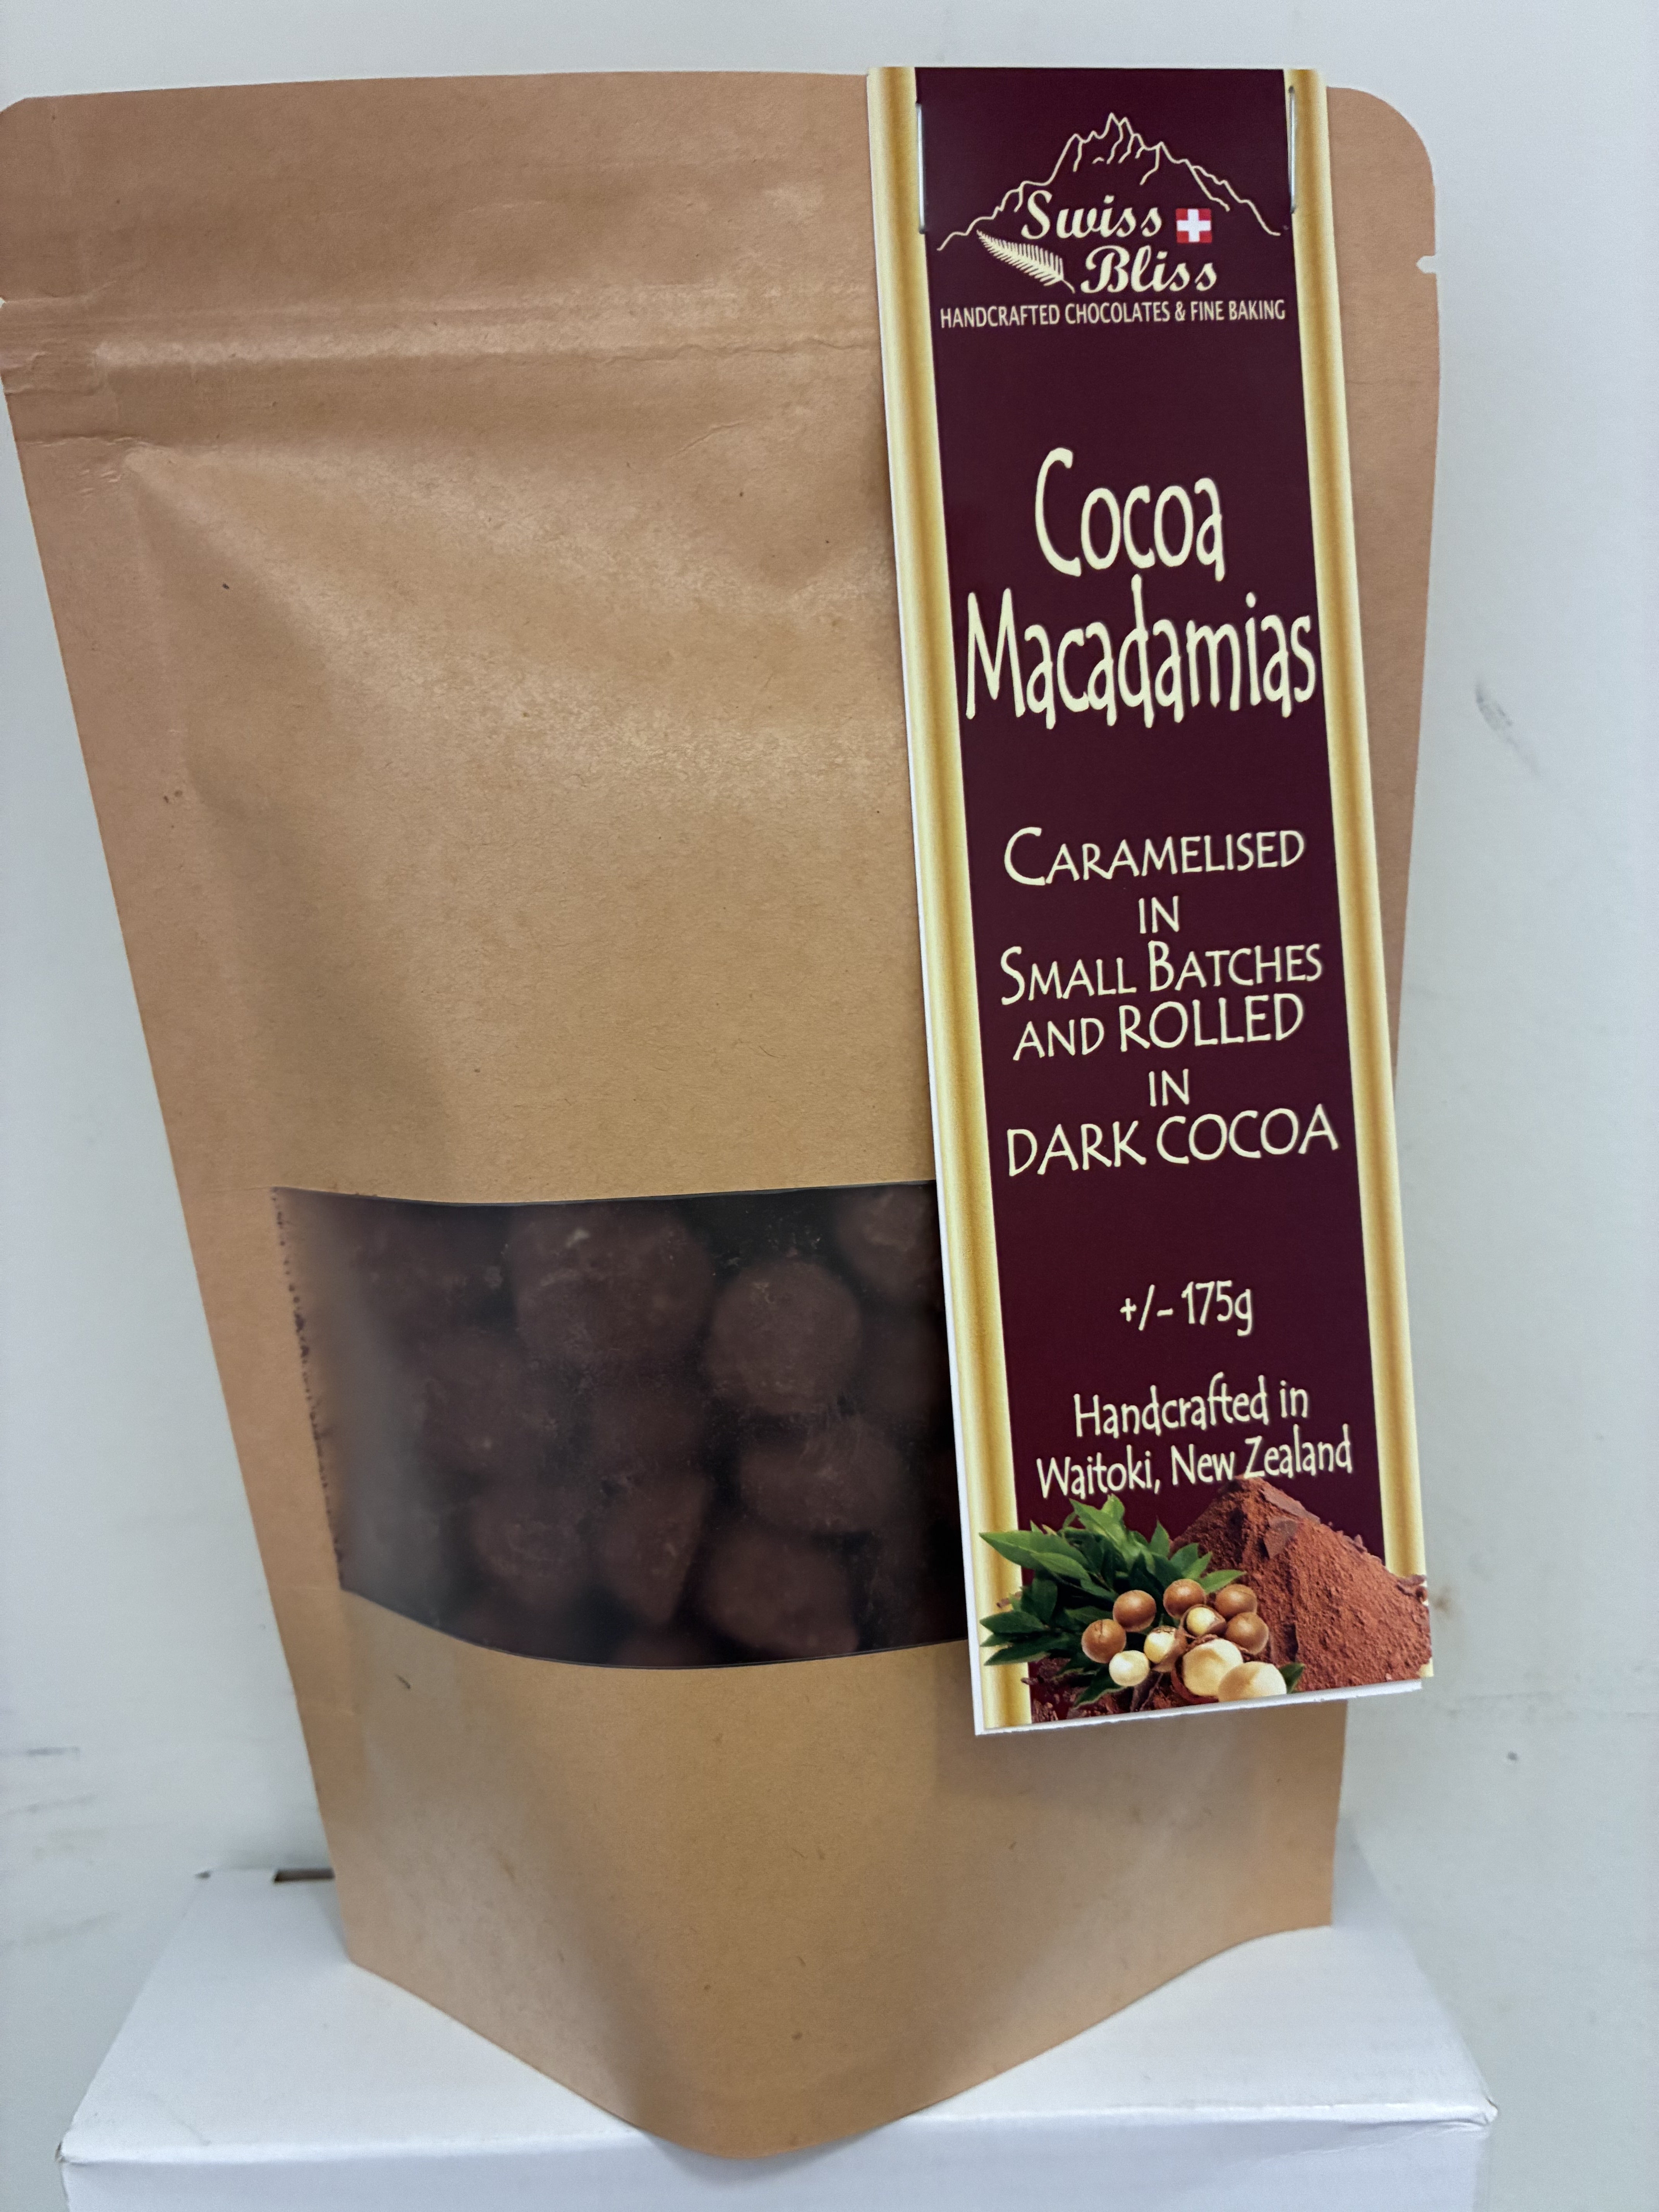 Swiss
Bliss
HANDCRAFTED CHOCOLATES & FINE BAKING
Cocoa
Macadamias
CARAMELISED
IN
SMALL BATCHES
AND ROLLED
IN
DARK COCOA
+/- 175g
Handcrafted in
Waitoki, New Zealand